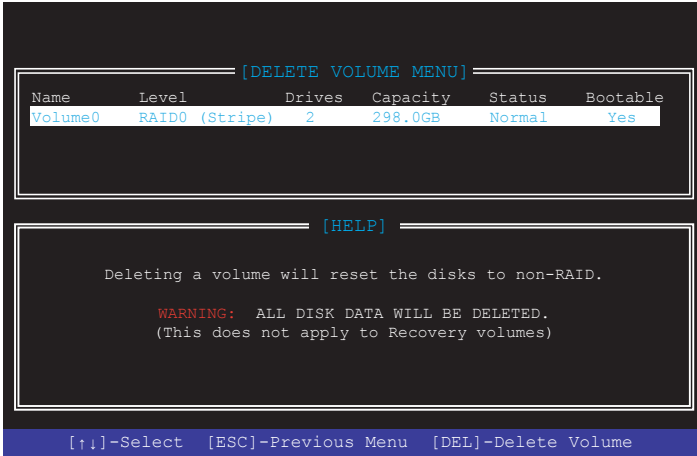 [DELETE VOLUME MENU]
Name Level Drives Capacity Status Bootable
Volume0 RAID0 (Stripe) 2 298.0GB Normal Yes
[HELP]
Deleting a volume will reset the disks to non-RAID.
WARNING: ALL DISK DATA WILL BE DELETED.
(This does not apply to Recovery volumes)
[↑↓]-Select [ESC]-Previous Menu [DEL]-Delete Volume